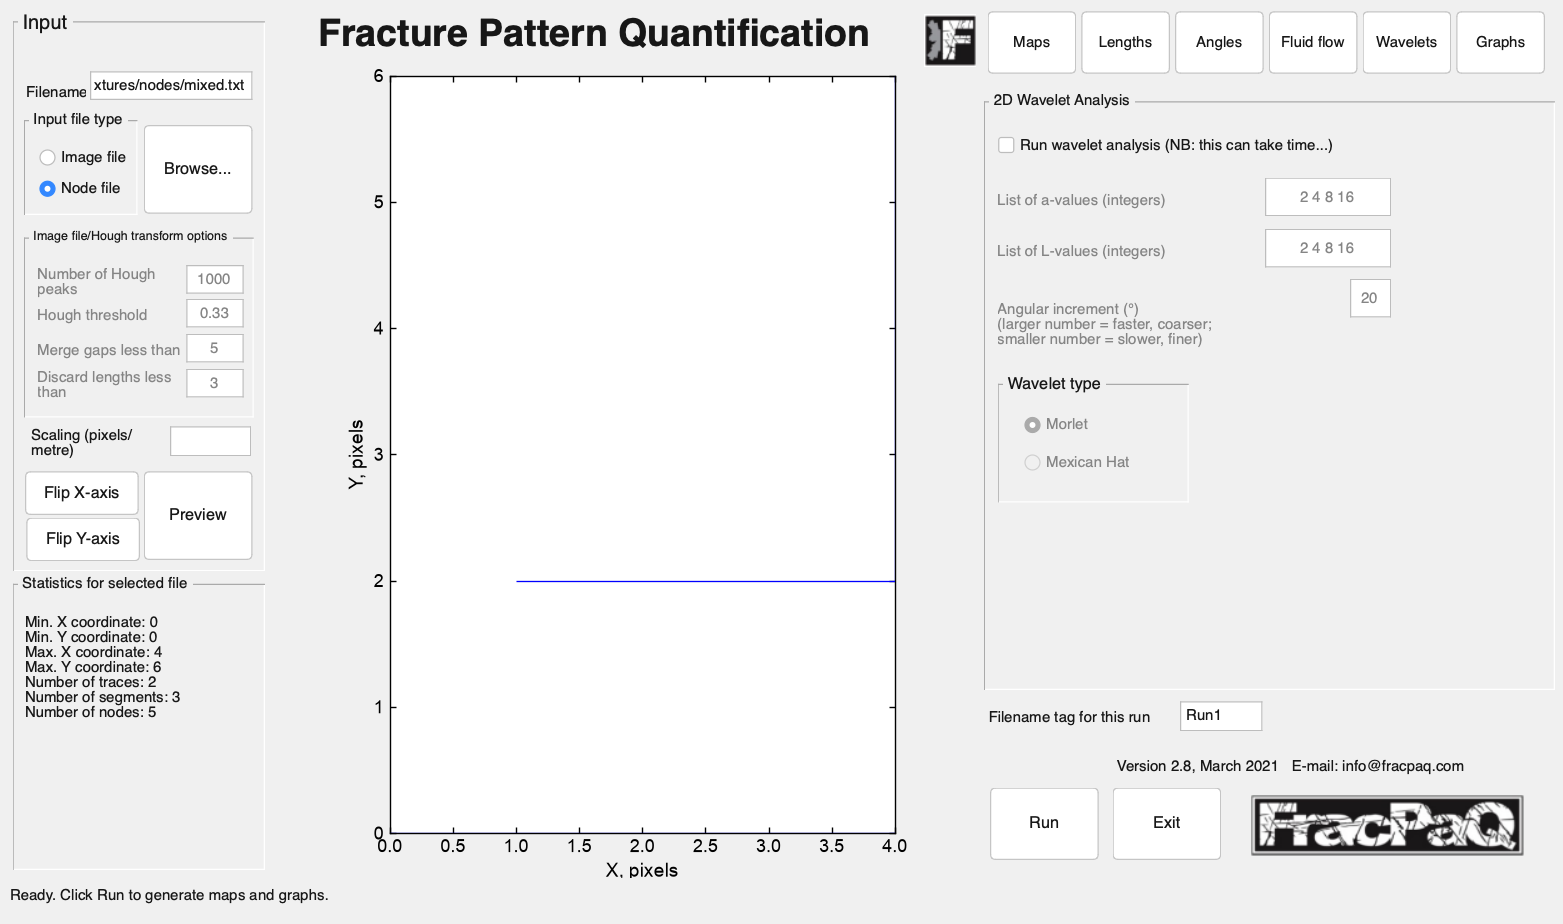 Input
Filename
xtures/nodes/mixed.txt
Input file type
Image file
Node file
Browse...
Image file/Hough transform options
Number of Hough
peaks
1000
Hough threshold
0.33
Merge gaps less than
5
Discard lengths less
than
3
Scaling (pixels/
metre)
Flip X-axis
Flip Y-axis
Preview
Statistics for selected file
Min. X coordinate: 0
Min. Y coordinate: 0
Max. X coordinate: 4
Max. Y coordinate: 6
Number of traces: 2
Number of segments: 3
Number of nodes: 5
Ready. Click Run to generate maps and graphs.
Fracture Pattern Quantification
6
5
4
3
2
1
0
Y, pixels
0.0 0.5 1.0 1.5 2.0 2.5 3.0 3.5 4.0
X, pixels
F
Maps
Lengths
Angles
Fluid flow
Wavelets
Graphs
2D Wavelet Analysis
Run wavelet analysis (NB: this can take time...)
List of a-values (integers)
2 4 8 16
List of L-values (integers)
2 4 8 16
Angular increment (°)
(larger number = faster, coarser;
smaller number = slower, finer)
20
Wavelet type
Morlet
Mexican Hat
Filename tag for this run
Run1
Version 2.8, March 2021 E-mail: info@fracpaq.com
Run
Exit
FracPaQ